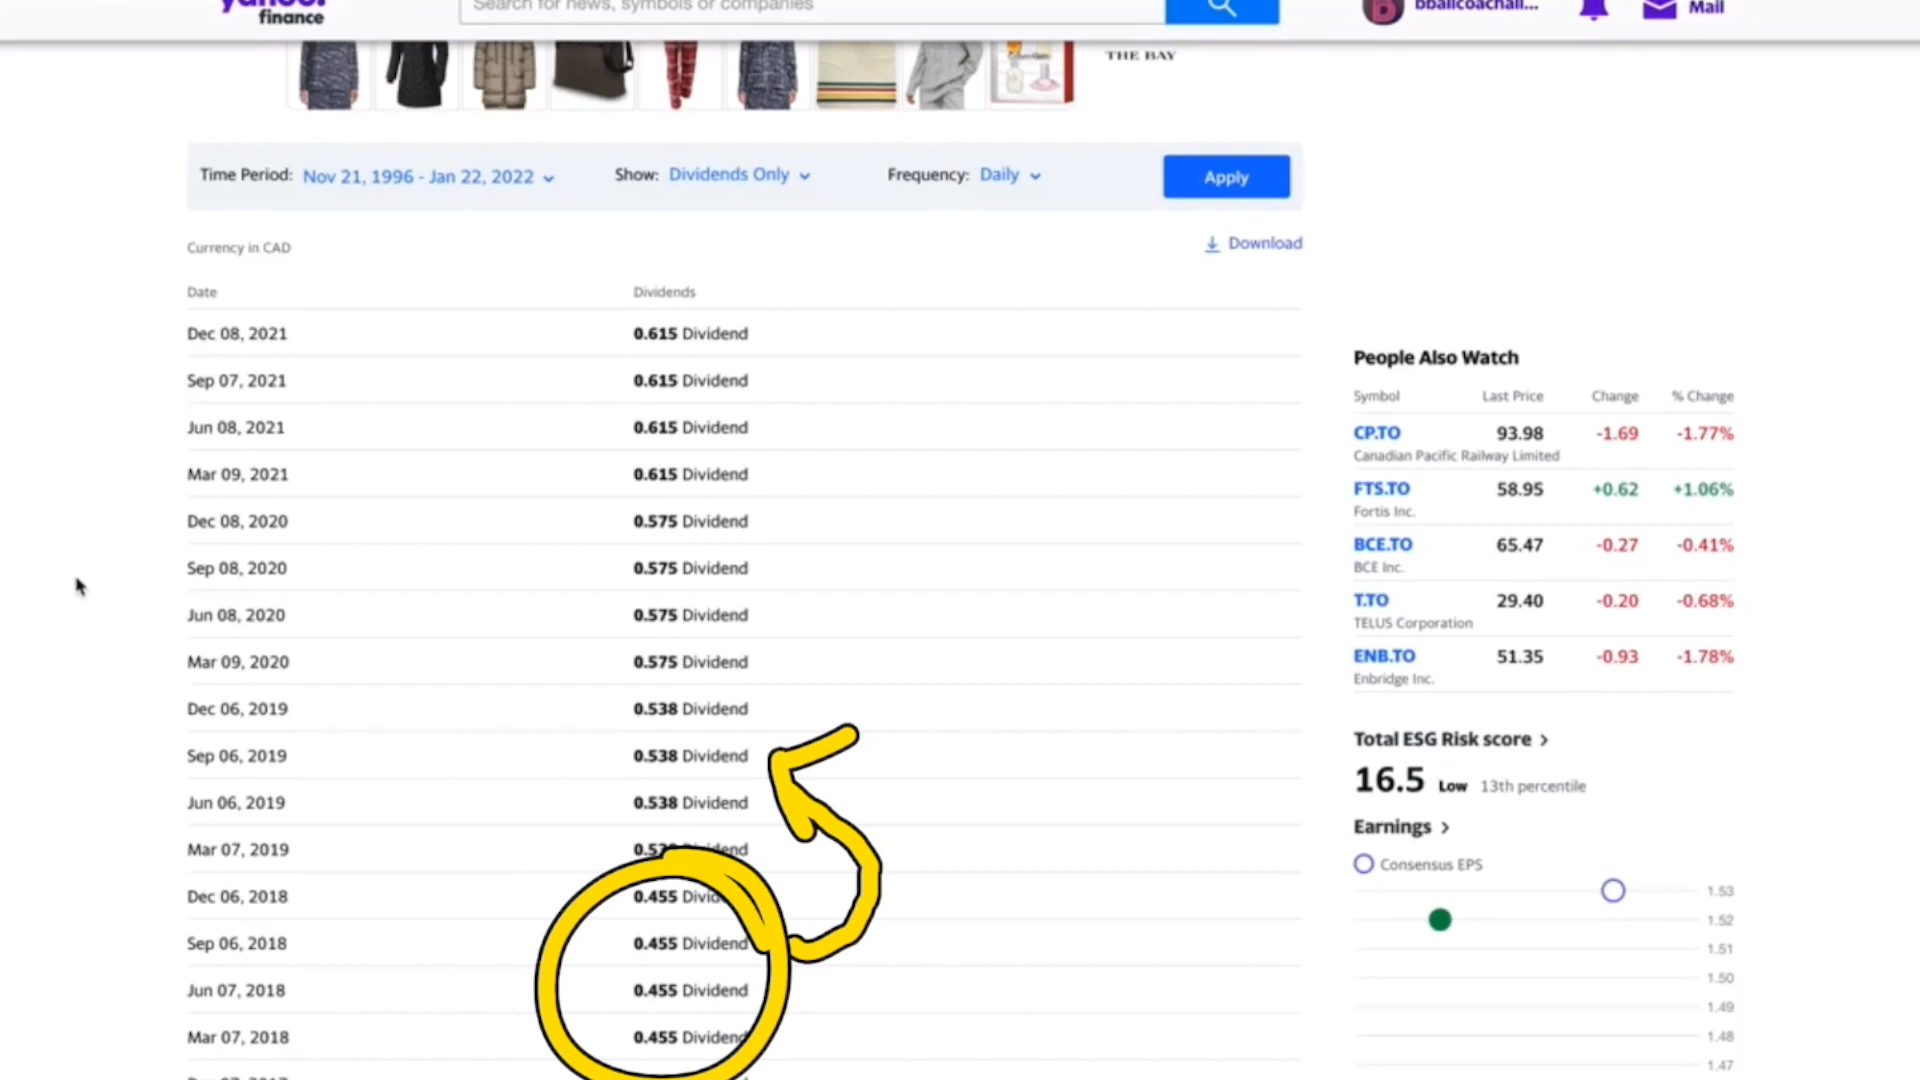 yahoo!
finance
Search for news, symbols or companies
bballcoachall...
Mail
THE BAY
Time Period: Nov 21, 1996 - Jan 22, 2022
Show: Dividends Only
Frequency: Daily
Apply
Currency in CAD
Download
Date Dividends
Dec 08, 2021 0.615 Dividend
Sep 07, 2021 0.615 Dividend
Jun 08, 2021 0.615 Dividend
Mar 09, 2021 0.615 Dividend
Dec 08, 2020 0.575 Dividend
Sep 08, 2020 0.575 Dividend
Jun 08, 2020 0.575 Dividend
Mar 09, 2020 0.575 Dividend
Dec 06, 2019 0.538 Dividend
Sep 06, 2019 0.538 Dividend
Jun 06, 2019 0.538 Dividend
Mar 07, 2019
Dec 06, 2018 0.455 Dividend
Sep 06, 2018 0.455 Dividend
Jun 07, 2018 0.455 Dividend
Mar 07, 2018 0.455 Dividend
People Also Watch
Symbol Last Price Change % Change
CP.TO 93.98 -1.69 -1.77%
Canadian Pacific Railway Limited
FTS.TO 58.95 +0.62 +1.06%
Fortis Inc.
BCE.TO 65.47 -0.27 -0.41%
BCE Inc.
T.TO 29.40 -0.20 -0.68%
TELUS Corporation
ENB.TO 51.35 -0.93 -1.78%
Enbridge Inc.
Total ESG Risk score >
16.5 Low 13th percentile
Earnings >
Consensus EPS
1.53
1.52
1.51
1.50
1.49
1.48
1.47